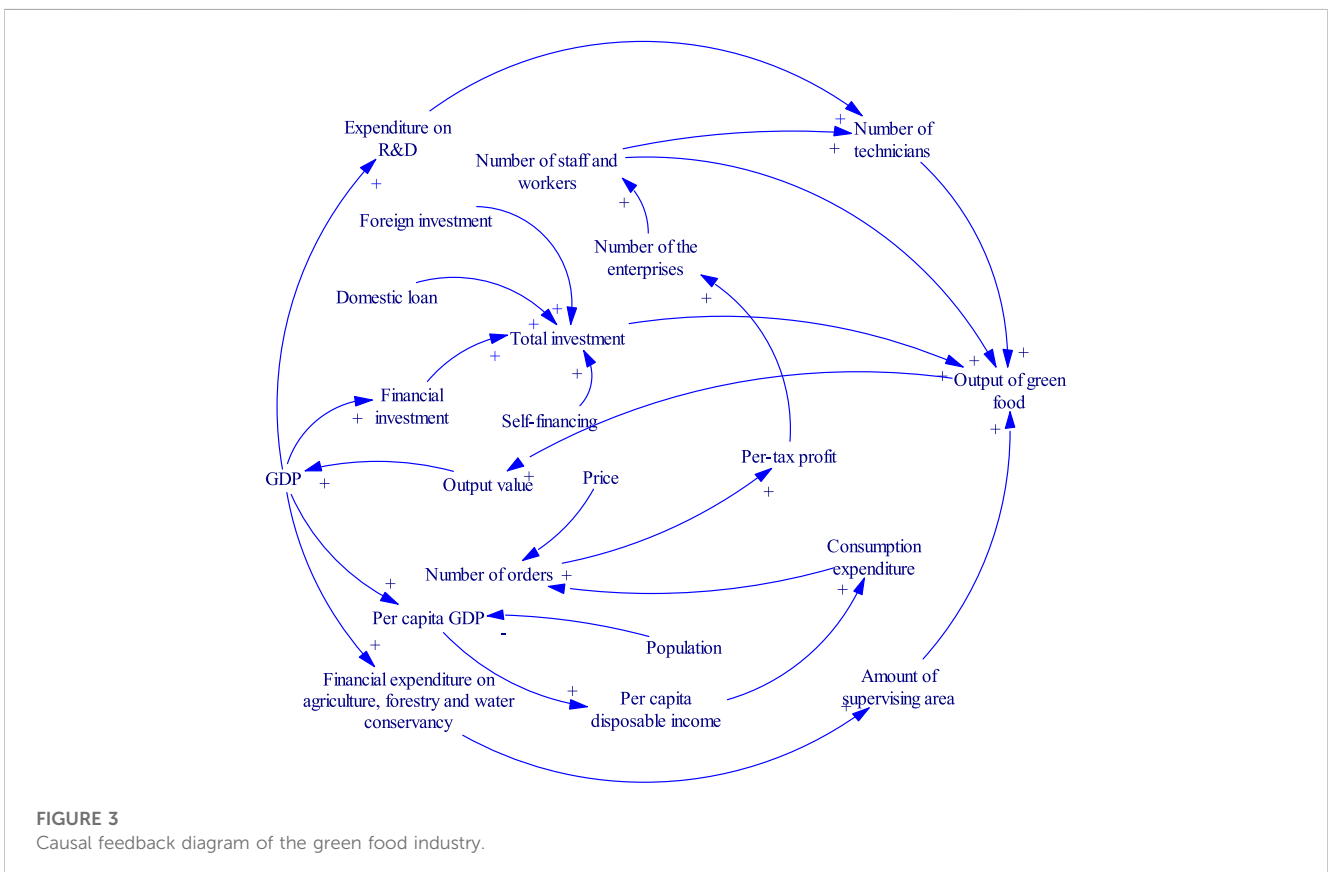 Expenditure on
R&D
+
+
Number of
technicians
+
Number of staff and
workers
+
Foreign investment
Number of the
enterprises
+
Domestic loan
+
+
Total investment
+
+
+
+
+
Output of green
food
+
Financial
investment
+
Self-financing
Per-tax profit
+
GDP
+
Output value
+
Price
Consumption
expenditure
+
Number of orders
+
+
Per capita GDP
-
Population
+
Financial expenditure on
agriculture, forestry and water
conservancy
+
Per capita
disposable income
Amount of
supervising area
+
FIGURE 3
Causal feedback diagram of the green food industry.